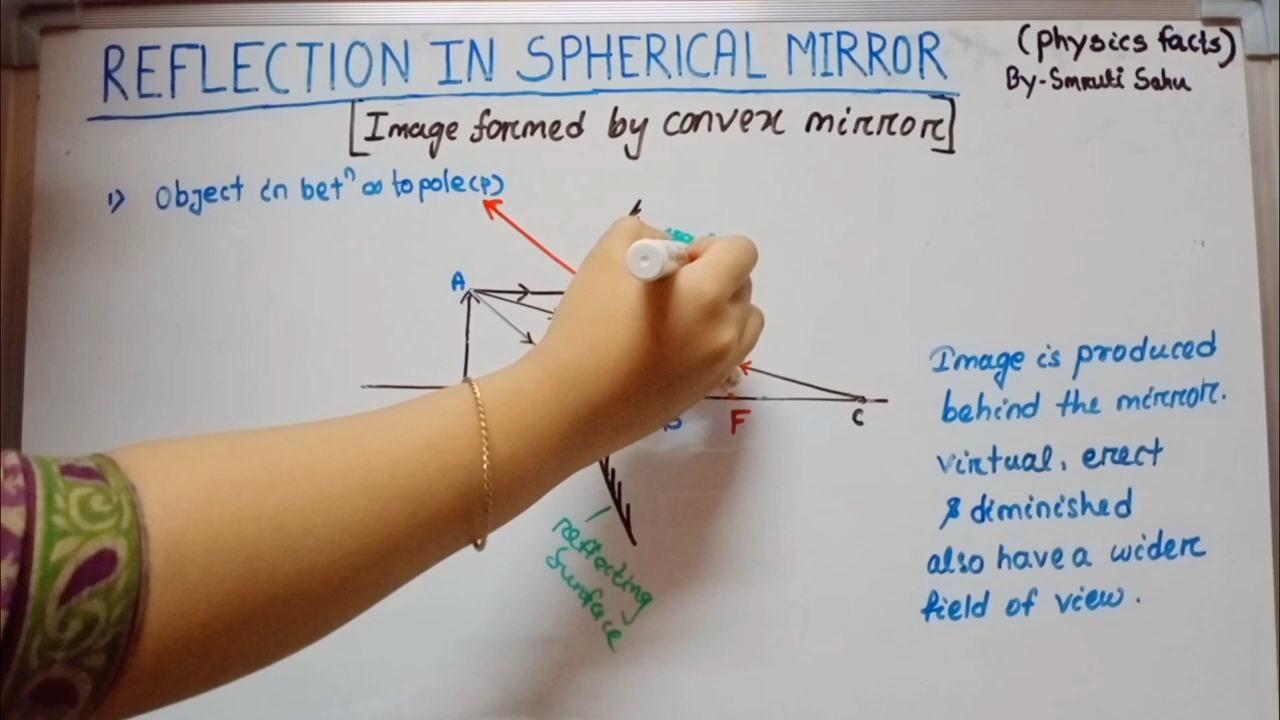 REFLECTION IN SPHERICAL MIRROR
(Physics facts)
By-Smruti Sahu
[Image formed by convex mirror]
1) Object in betⁿ ∞ to pole(P)
A
F
C
reflecting
Surface
Image is produced
behind the mirror.
virtual, erect
& diminished
also have a wider
field of view.